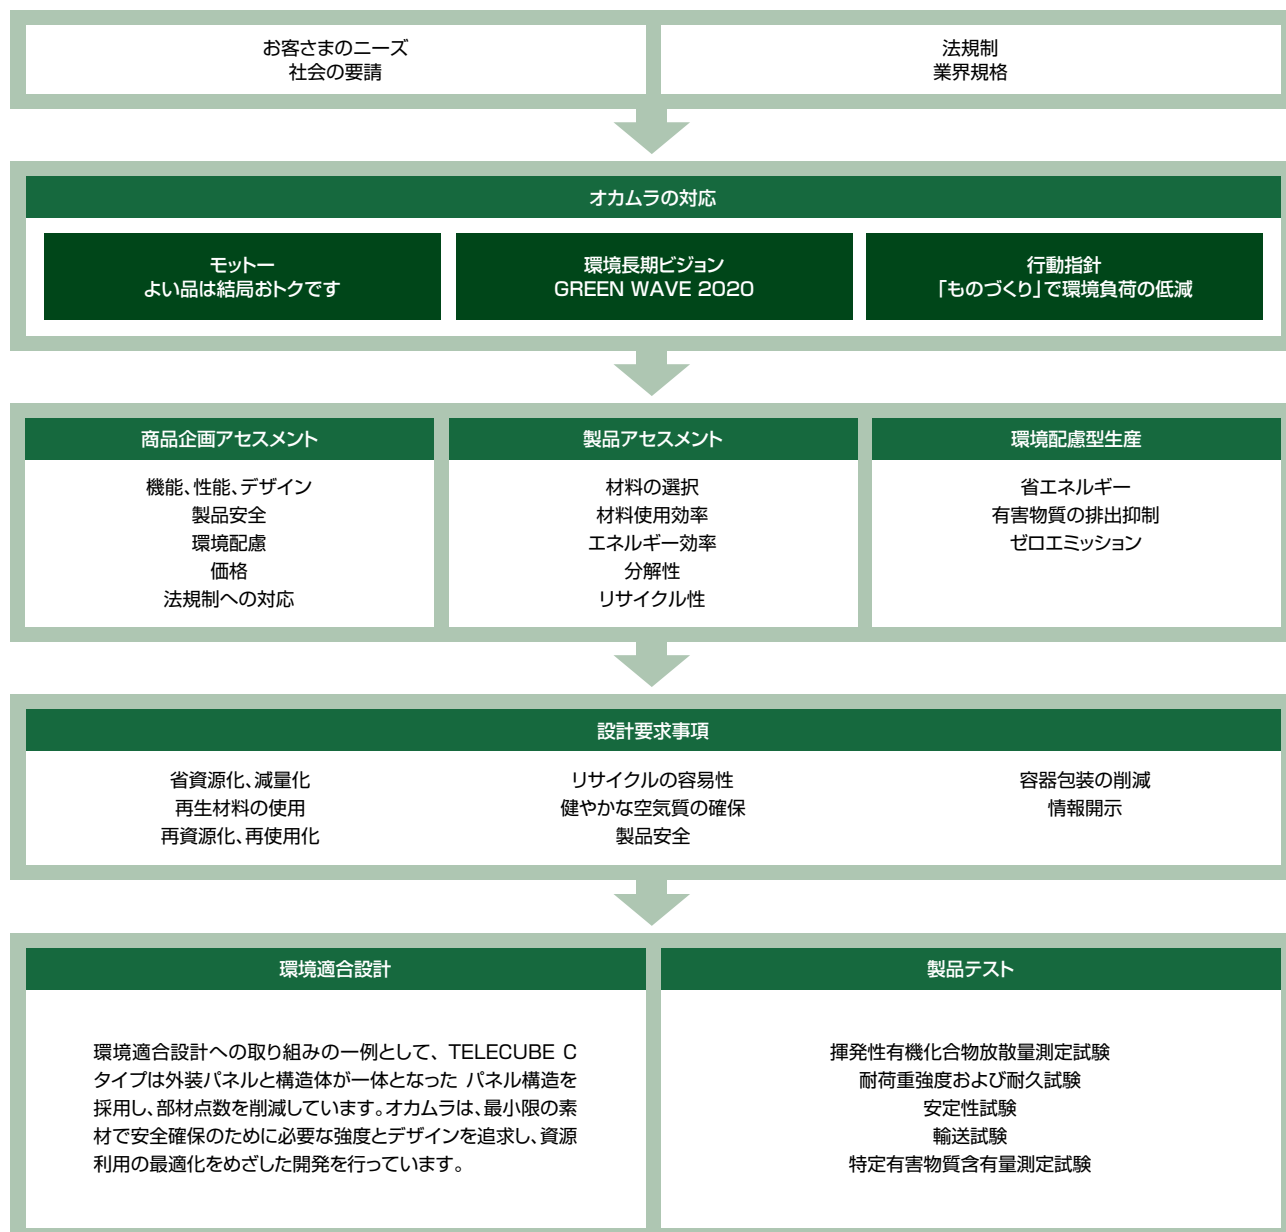 お客さまのニーズ
社会の要請
法規制
業界規格
オカムラの対応
モットー
よい品は結局おトクです
環境長期ビジョン
GREEN WAVE 2020
行動指針
「ものづくり」で環境負荷の低減
商品企画アセスメント
機能、性能、デザイン
製品安全
環境配慮
価格
法規制への対応
製品アセスメント
材料の選択
材料使用効率
エネルギー効率
分解性
リサイクル性
環境配慮型生産
省エネルギー
有害物質の排出抑制
ゼロエミッション
設計要求事項
省資源化、減量化
再生材料の使用
再資源化、再使用化
リサイクルの容易性
健やかな空気質の確保
製品安全
容器包装の削減
情報開示
環境適合設計
環境適合設計への取り組みの一例として、 TELECUBE C
タイプは外装パネルと構造体が一体となった パネル構造を
採用し、部材点数を削減しています。オカムラは、最小限の素
材で安全確保のために必要な強度とデザインを追求し、資源
利用の最適化をめざした開発を行っています。
製品テスト
揮発性有機化合物放散量測定試験
耐荷重強度および耐久試験
安定性試験
輸送試験
特定有害物質含有量測定試験